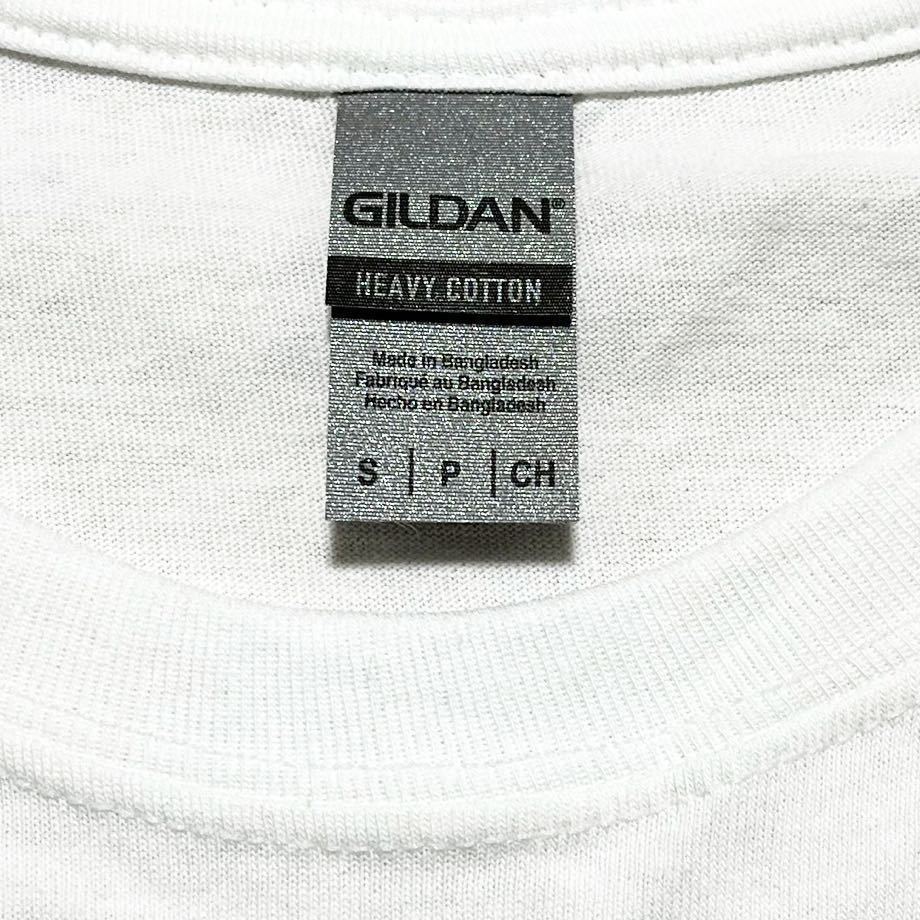 GILDAN®
HEAVY COTTON
Made in Bangladesh
Fabriqué au Bangladesh
Hecho en Bangladesh
S | P | CH